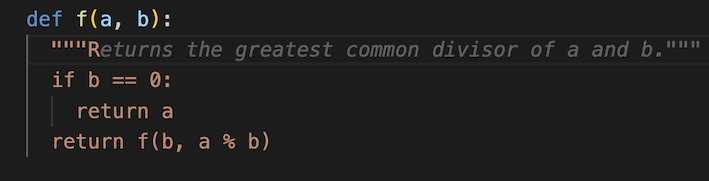 def f(a, b):
"""Returns the greatest common divisor of a and b."""
if b == 0:
return a
return f(b, a % b)